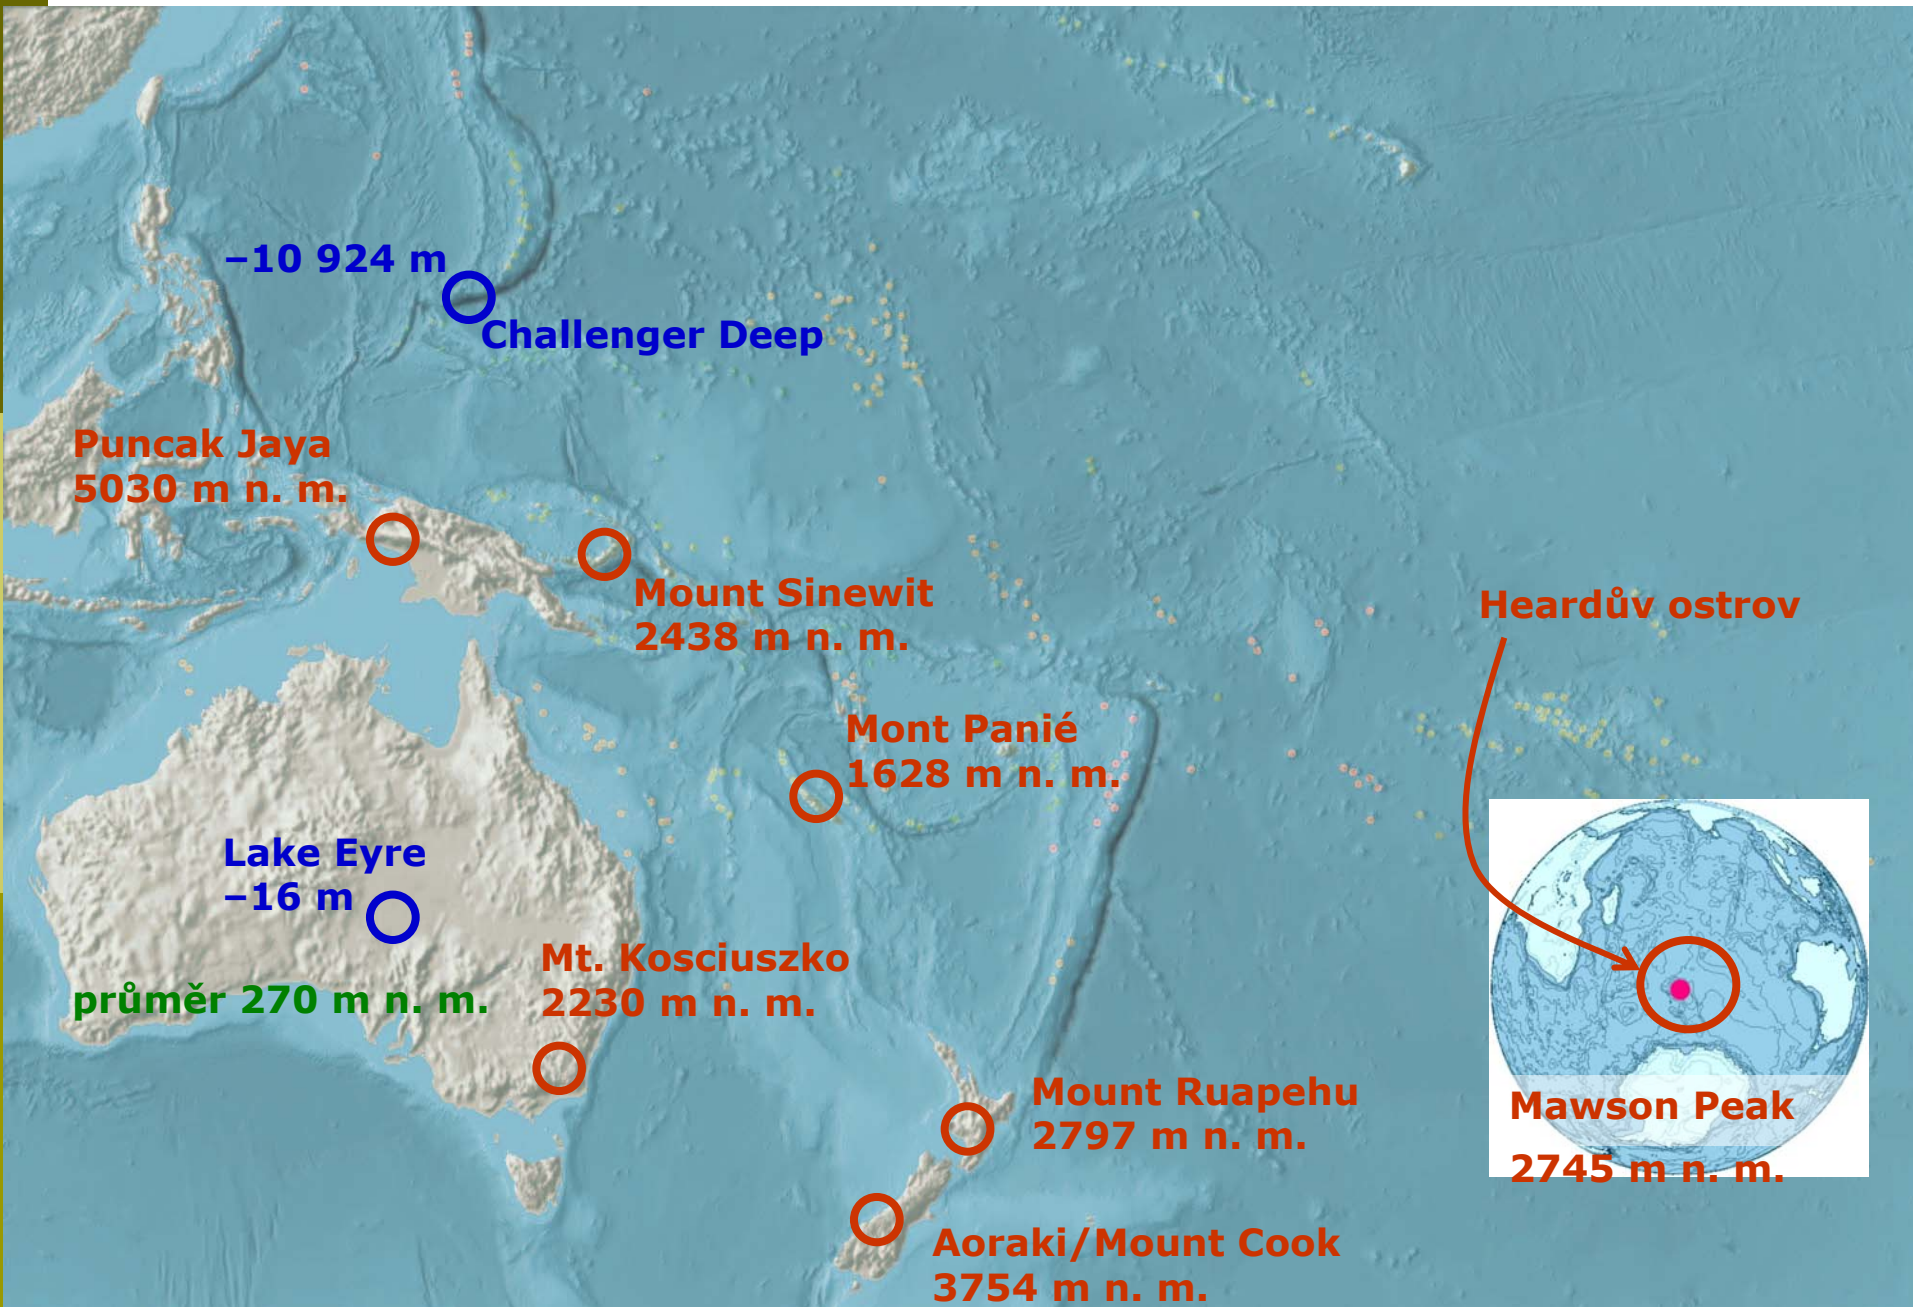 –10 924 m
Challenger Deep
Puncak Jaya
5030 m n. m.
Mount Sinewit
2438 m n. m.
Heardův ostrov
Mont Panié
1628 m n. m.
Lake Eyre
–16 m
Mt. Kosciuszko
2230 m n. m.
průměr 270 m n. m.
Mount Ruapehu
2797 m n. m.
Mawson Peak
2745 m n. m.
Aoraki/Mount Cook
3754 m n. m.